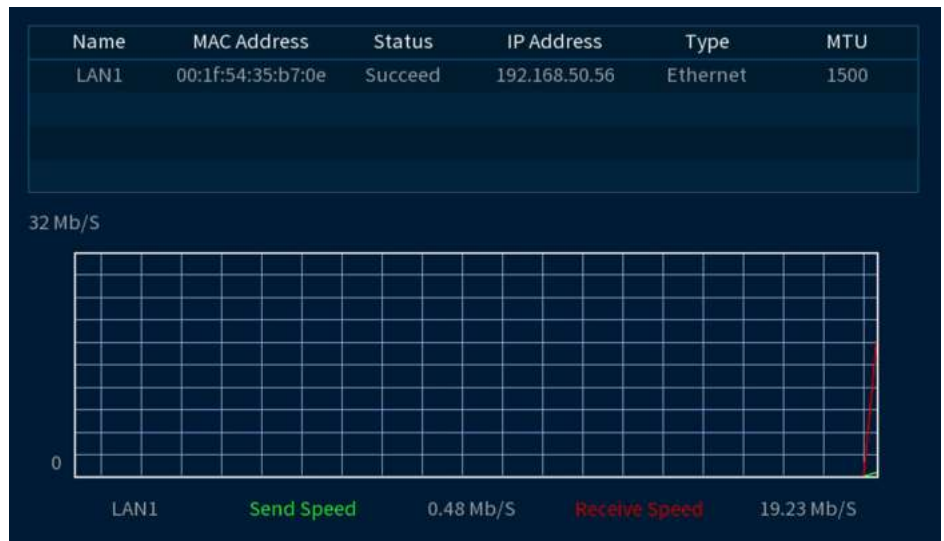 Name MAC Address Status IP Address Type MTU
LAN1 00:1f:54:35:b7:0e Succeed 192.168.50.56 Ethernet 1500
32 Mb/S
0
LAN1 Send Speed 0.48 Mb/S Receive Speed 19.23 Mb/S